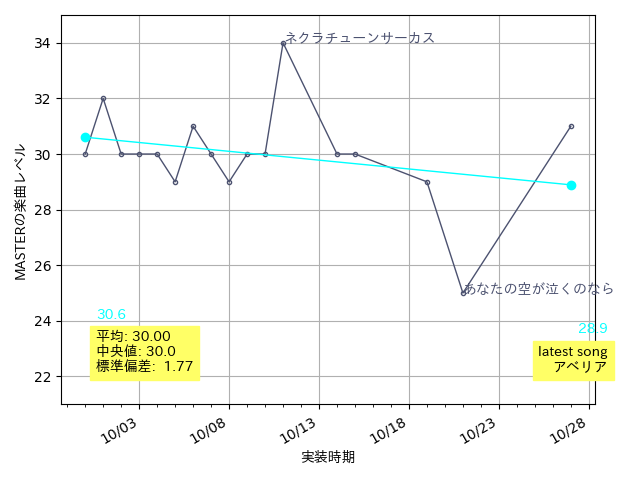 34
ネクラチューンサーカス
32
30
28
26
24
22
MASTERの楽曲レベル
あなたの空が泣くのなら
30.6
平均: 30.00
中央値: 30.0
標準偏差: 1.77
28.9
latest song
アベリア
10/03
10/08
10/13
10/18
10/23
10/28
実装時期